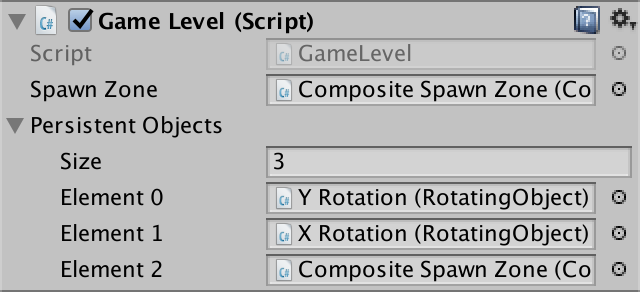 Game Level (Script)
Script GameLevel
Spawn Zone Composite Spawn Zone (Co
Persistent Objects
Size 3
Element 0 Y Rotation (RotatingObject)
Element 1 X Rotation (RotatingObject)
Element 2 Composite Spawn Zone (Co